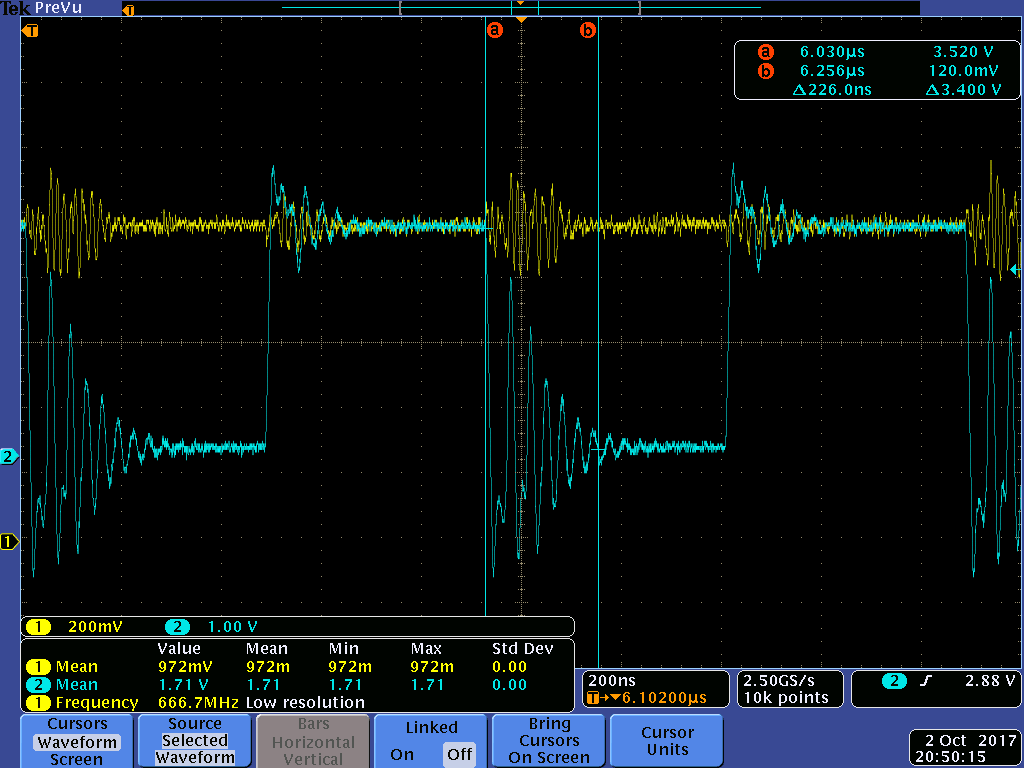 Tek PreVu
T
T
a b
a 6.030µs 3.520 V
b 6.256µs 120.0mV
Δ226.0ns Δ3.400 V
2
1
1 200mV 2 1.00 V
Value Mean Min Max Std Dev
1 Mean 972mV 972m 972m 972m 0.00
2 Mean 1.71 V 1.71 1.71 1.71 0.00
1 Frequency 666.7MHz Low resolution
200ns
T→▼6.10200µs
2.50GS/s
10k points
2 2.88 V
Cursors
Waveform
Screen
Source
Selected
Waveform
Bars
Horizontal
Vertical
Linked
On Off
Bring
Cursors
On Screen
Cursor
Units
2 Oct 2017
20:50:15